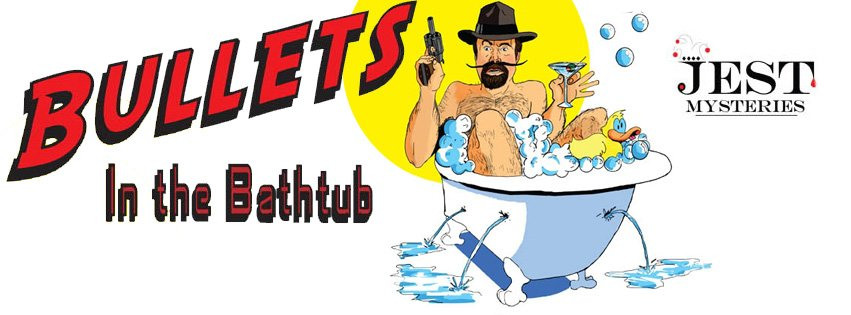 BULLETS
In the Bathtub
JEST
MYSTERIES